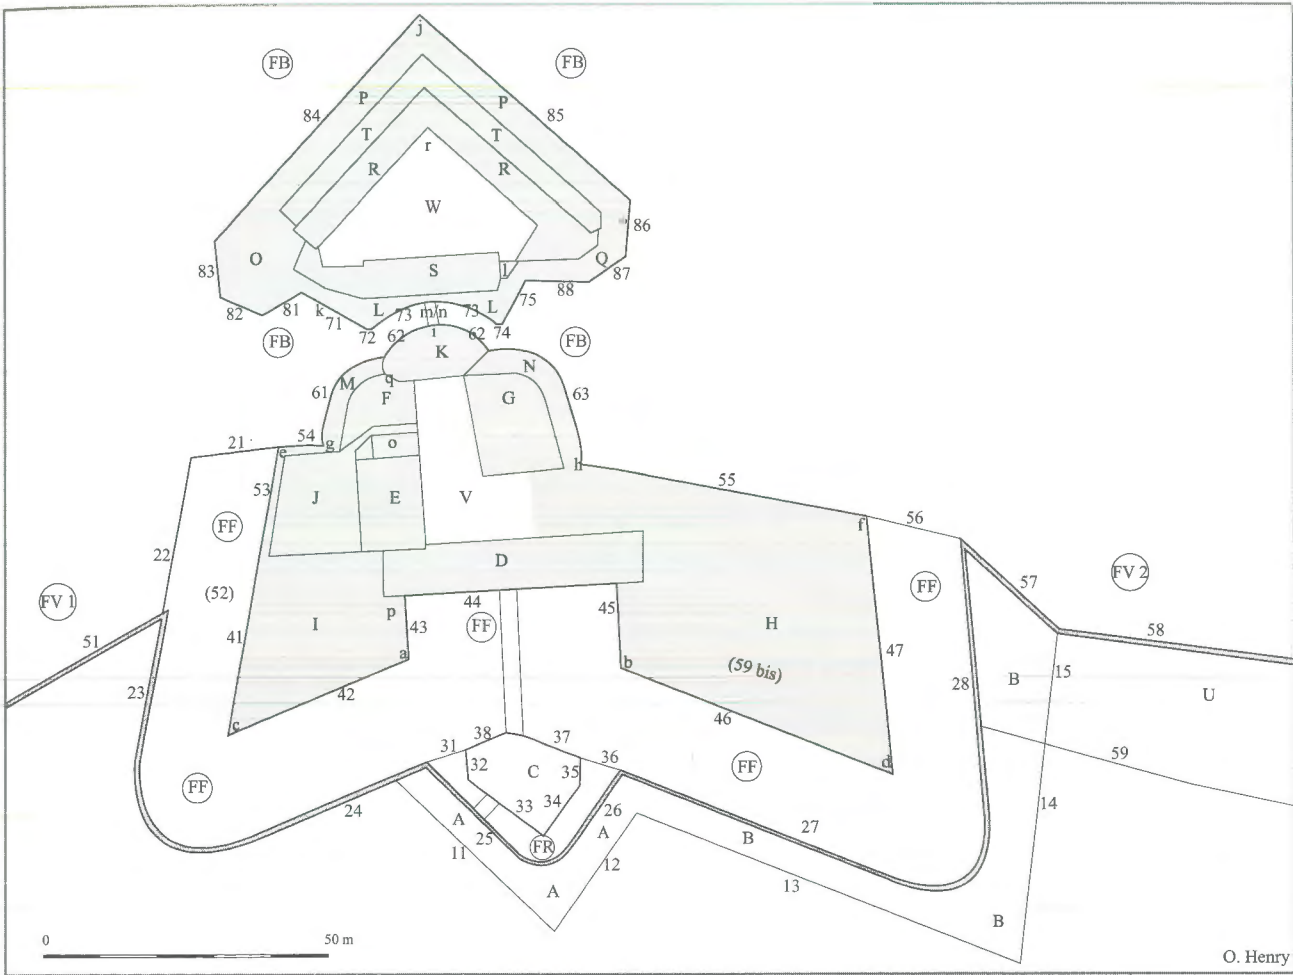 j
FB FB
84 P P 85
T T
R r R
W
86
83 O S l Q 87
82 81 k 71 L 73 m/n 73 L 75 88
72 62 i 62 74
FB FB
K
61 M q N 63
F G
21 54 g o
e h
53 J E V 55
f 56
FF
22 D FF 57 FV 2
FV 1 (52)
44 45 58
51 p 43 FF
41 I H 47
a b (59 bis) 28 B 15 U
23 42
c 46
31 38 37 36 d 59
32 C 35 FF
FF
24 33 34 26 14
A 25 A B 27
11 FR 12
A 13
B
0 50 m
O. Henry